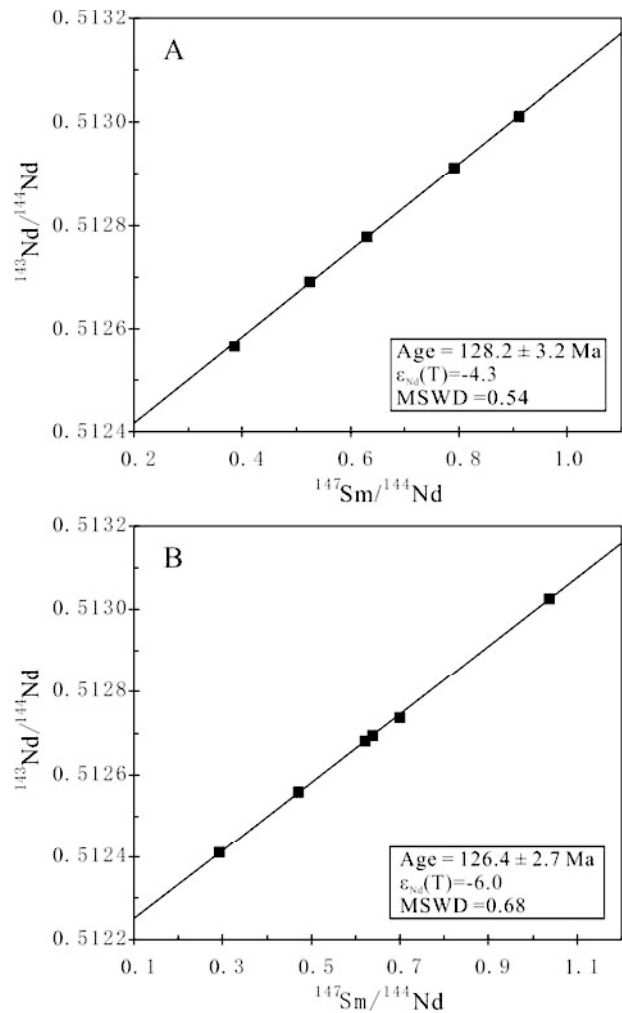 A
0.5132
0.5130
0.5128
0.5126
0.5124
¹⁴³Nd/¹⁴⁴Nd
Age = 128.2 ± 3.2 Ma
εNd(T)=-4.3
MSWD =0.54
0.2 0.4 0.6 0.8 1.0
¹⁴⁷Sm/¹⁴⁴Nd
B
0.5132
0.5130
0.5128
0.5126
0.5124
0.5122
¹⁴³Nd/¹⁴⁴Nd
Age = 126.4 ± 2.7 Ma
εNd(T)=-6.0
MSWD =0.68
0.1 0.3 0.5 0.7 0.9 1.1
¹⁴⁷Sm/¹⁴⁴Nd